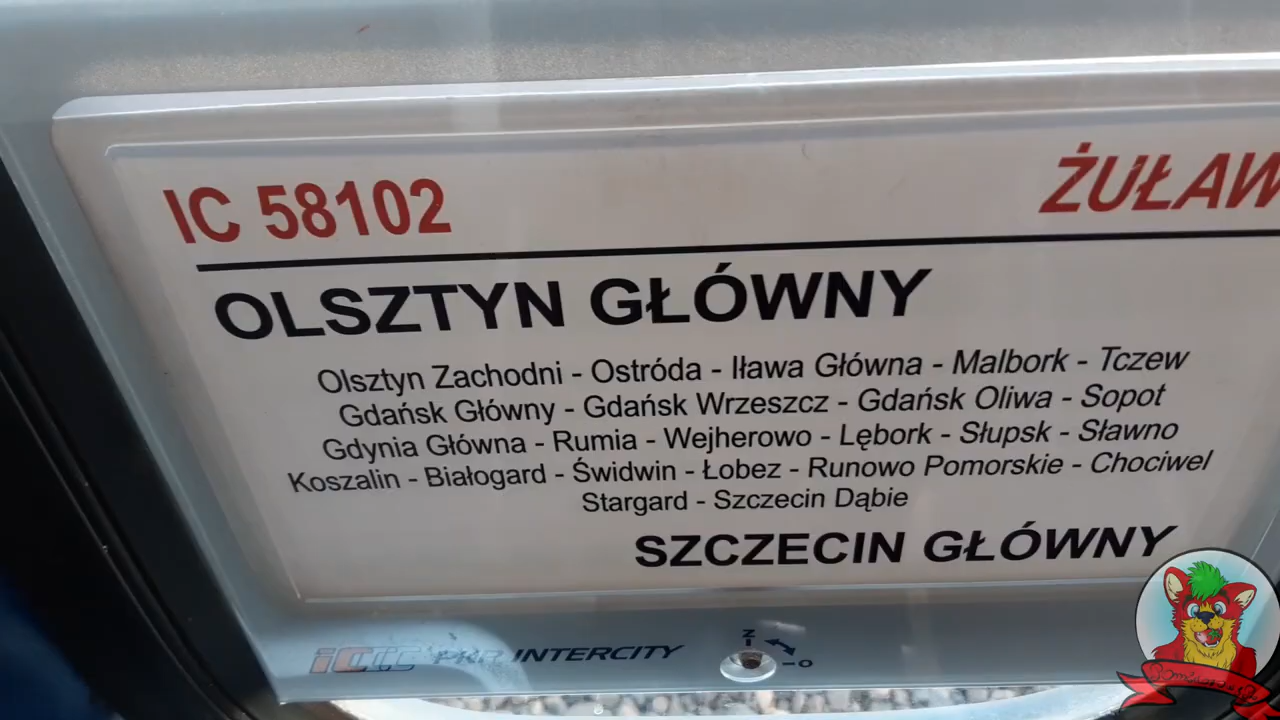 IC 58102
ŻUŁAW
OLSZTYN GŁÓWNY
Olsztyn Zachodni - Ostróda - Iława Główna - Malbork - Tczew
Gdańsk Główny - Gdańsk Wrzeszcz - Gdańsk Oliwa - Sopot
Gdynia Główna - Rumia - Wejherowo - Lębork - Słupsk - Sławno
Koszalin - Białogard - Świdwin - Łobez - Runowo Pomorskie - Chociwel
Stargard - Szczecin Dąbie
SZCZECIN GŁÓWNY
PKP INTERCITY
Z
O